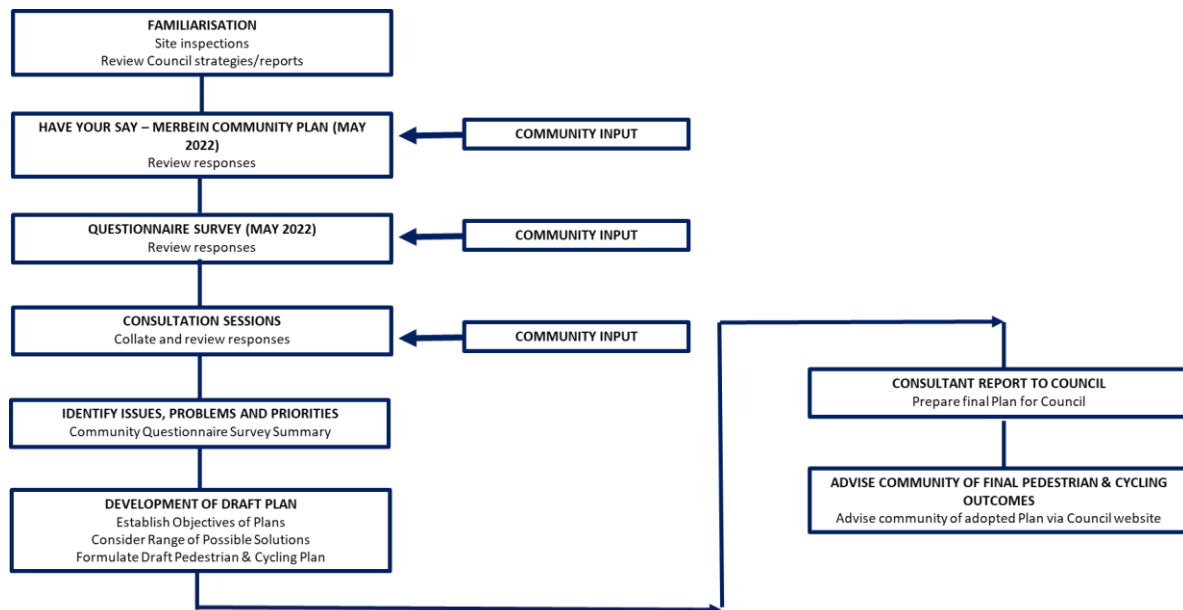 FAMILIARISATION
Site inspections
Review Council strategies/reports
HAVE YOUR SAY – MERBEIN COMMUNITY PLAN (MAY
2022)
Review responses
COMMUNITY INPUT
QUESTIONNAIRE SURVEY (MAY 2022)
Review responses
COMMUNITY INPUT
CONSULTATION SESSIONS
Collate and review responses
COMMUNITY INPUT
IDENTIFY ISSUES, PROBLEMS AND PRIORITIES
Community Questionnaire Survey Summary
DEVELOPMENT OF DRAFT PLAN
Establish Objectives of Plans
Consider Range of Possible Solutions
Formulate Draft Pedestrian & Cycling Plan
CONSULTANT REPORT TO COUNCIL
Prepare final Plan for Council
ADVISE COMMUNITY OF FINAL PEDESTRIAN & CYCLING
OUTCOMES
Advise community of adopted Plan via Council website